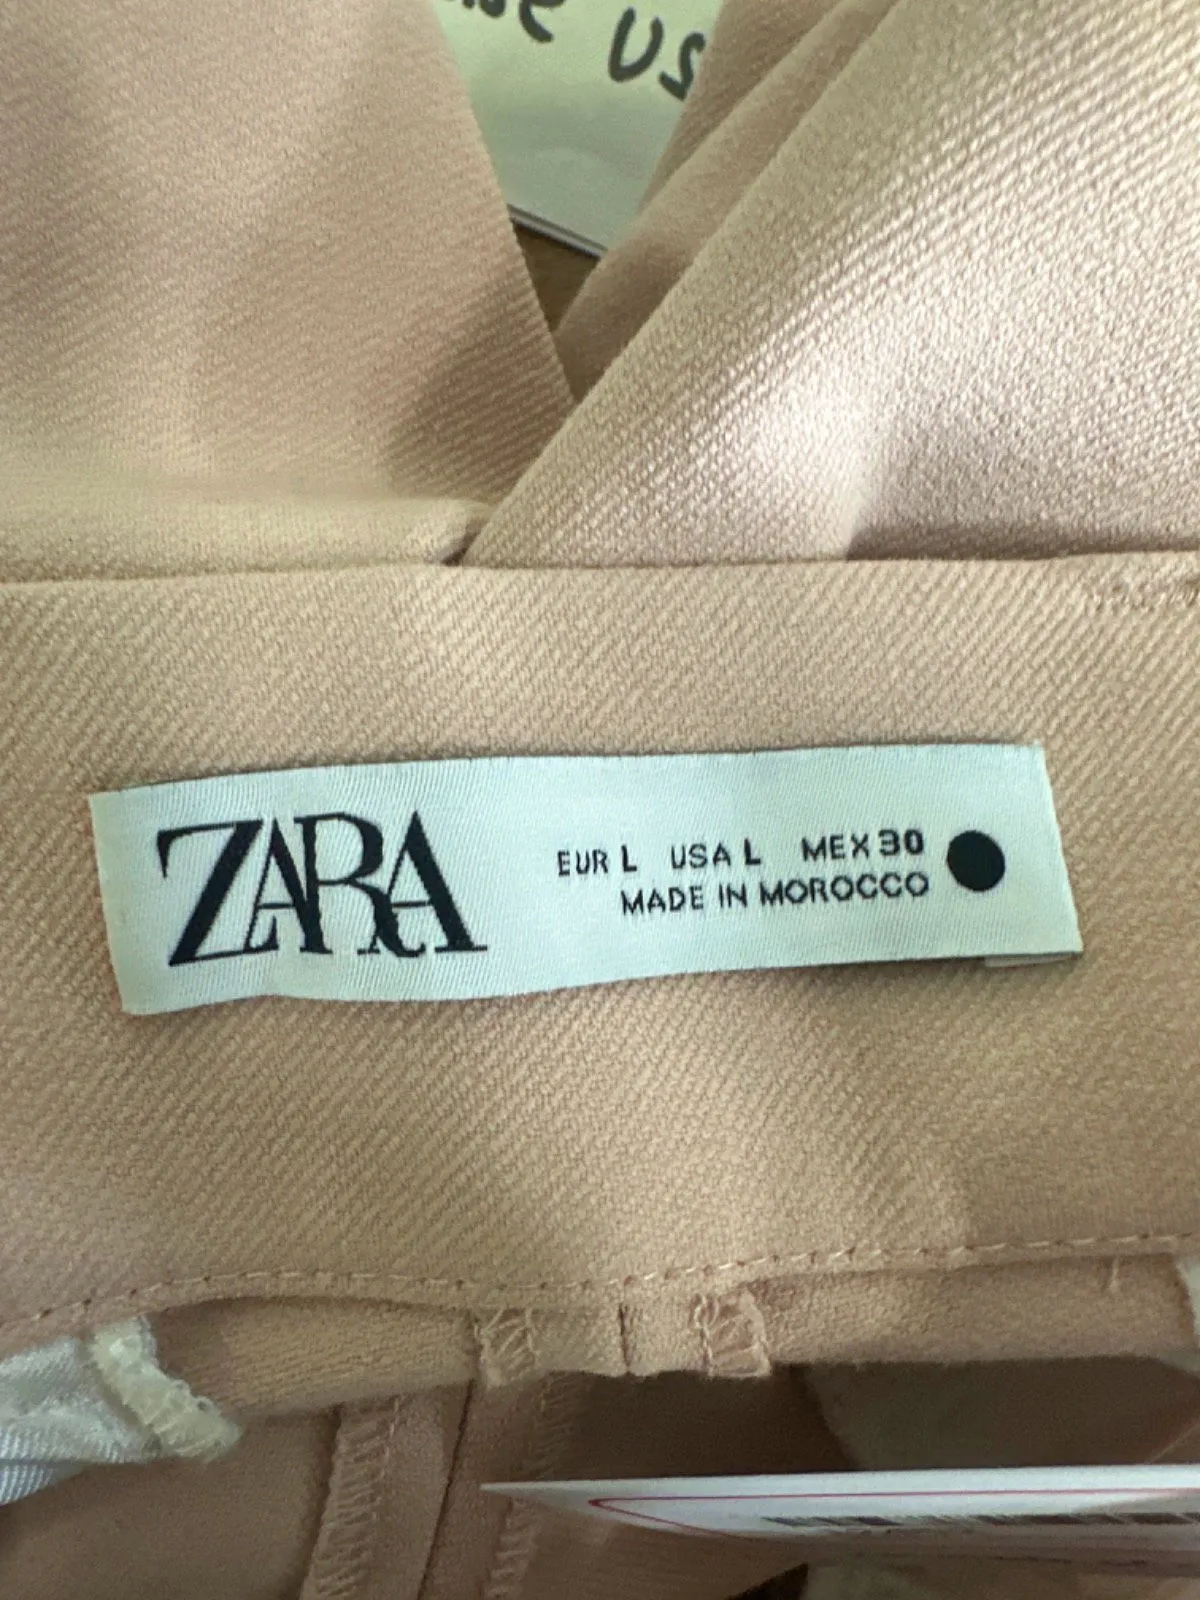 ZARA
EUR L USA L MEX 30
MADE IN MOROCCO